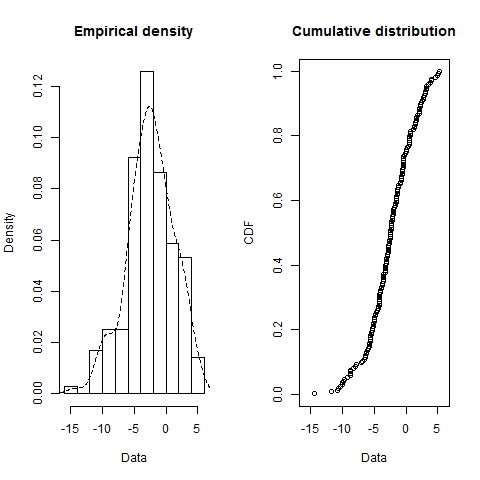 Empirical density
Density
0.00 0.02 0.04 0.06 0.08 0.10 0.12
-15 -10 -5 0 5
Data
Cumulative distribution
CDF
0.0 0.2 0.4 0.6 0.8 1.0
-15 -10 -5 0 5
Data